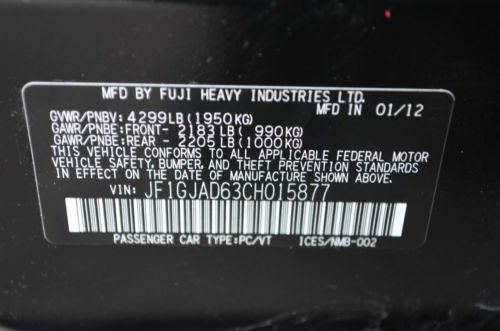 MFD BY FUJI HEAVY INDUSTRIES LTD.
MFD IN 01/12
GVWR/PNBV: 4299LB(1950KG)
GAWR/PNBE:FRONT- 2183LB( 990KG)
GAWR/PNBE:REAR - 2205LB(1000KG)
THIS VEHICLE CONFORMS TO ALL APPLICABLE FEDERAL MOTOR
VEHICLE SAFETY, BUMPER, AND THEFT PREVENTION STANDARDS
IN EFFECT ON THE DATE OF MANUFACTURE SHOWN ABOVE.
VIN: JF1GJAD63CH015877
PASSENGER CAR TYPE:PC/VT ICES/NMB-002